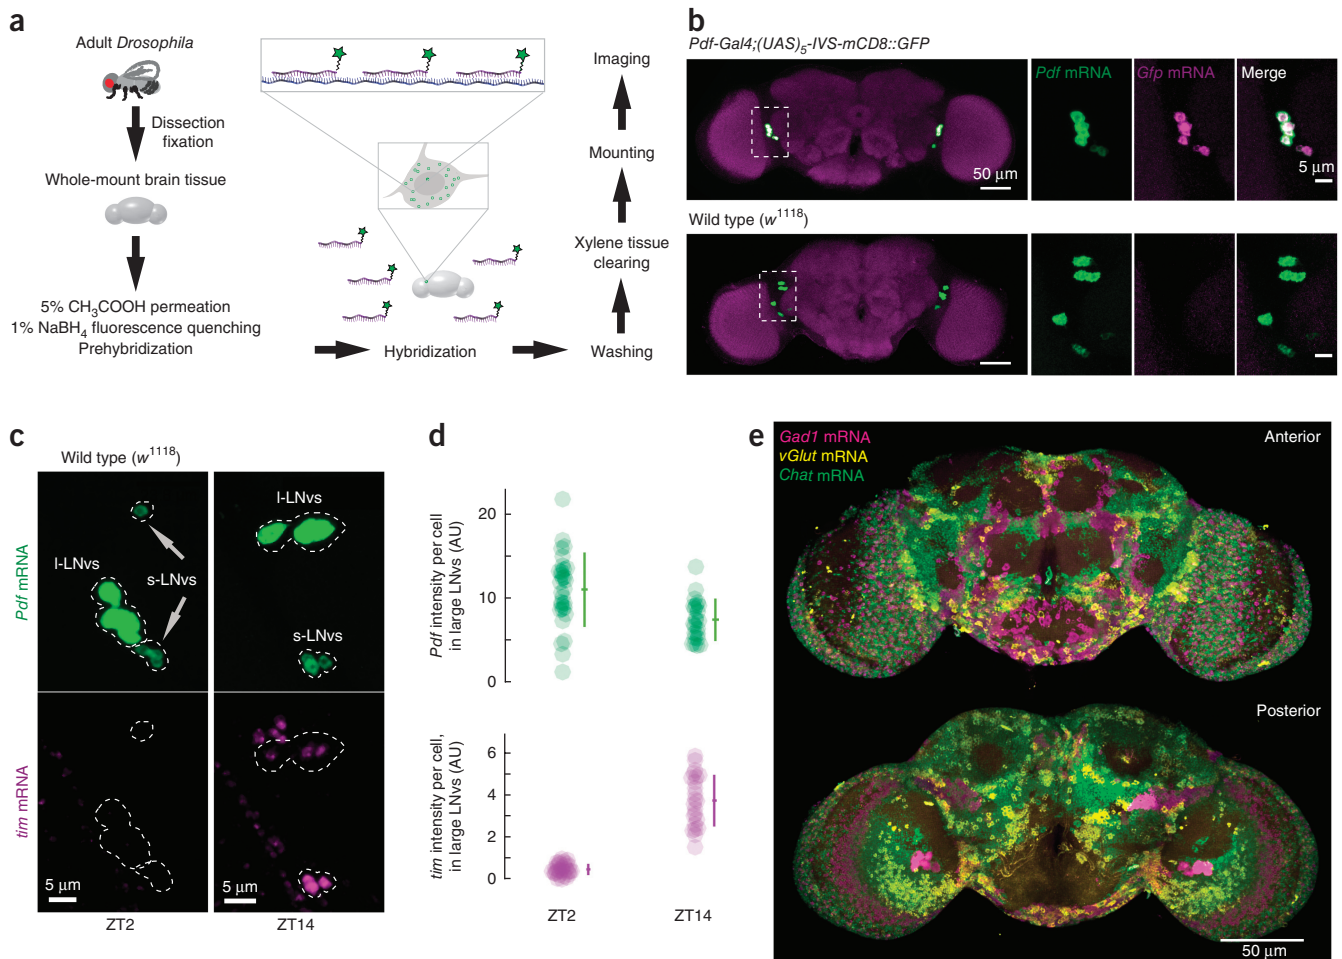 a
Adult Drosophila
Dissection
fixation
Whole-mount brain tissue
5% CH₃COOH permeation
1% NaBH₄ fluorescence quenching
Prehybridization
Hybridization
Washing
Xylene tissue
clearing
Mounting
Imaging
b
Pdf-Gal4;(UAS)₅-IVS-mCD8::GFP
50 µm
Pdf mRNA
Gfp mRNA
Merge
5 µm
Wild type (w¹¹¹⁸)
c
Wild type (w¹¹¹⁸)
Pdf mRNA
l-LNvs
s-LNvs
l-LNvs
s-LNvs
tim mRNA
5 µm
5 µm
ZT2
ZT14
d
Pdf intensity per cell
in large LNvs (AU)
20
10
0
tim intensity per cell,
in large LNvs (AU)
6
4
2
0
ZT2
ZT14
e
Gad1 mRNA
vGlut mRNA
Chat mRNA
Anterior
Posterior
50 µm